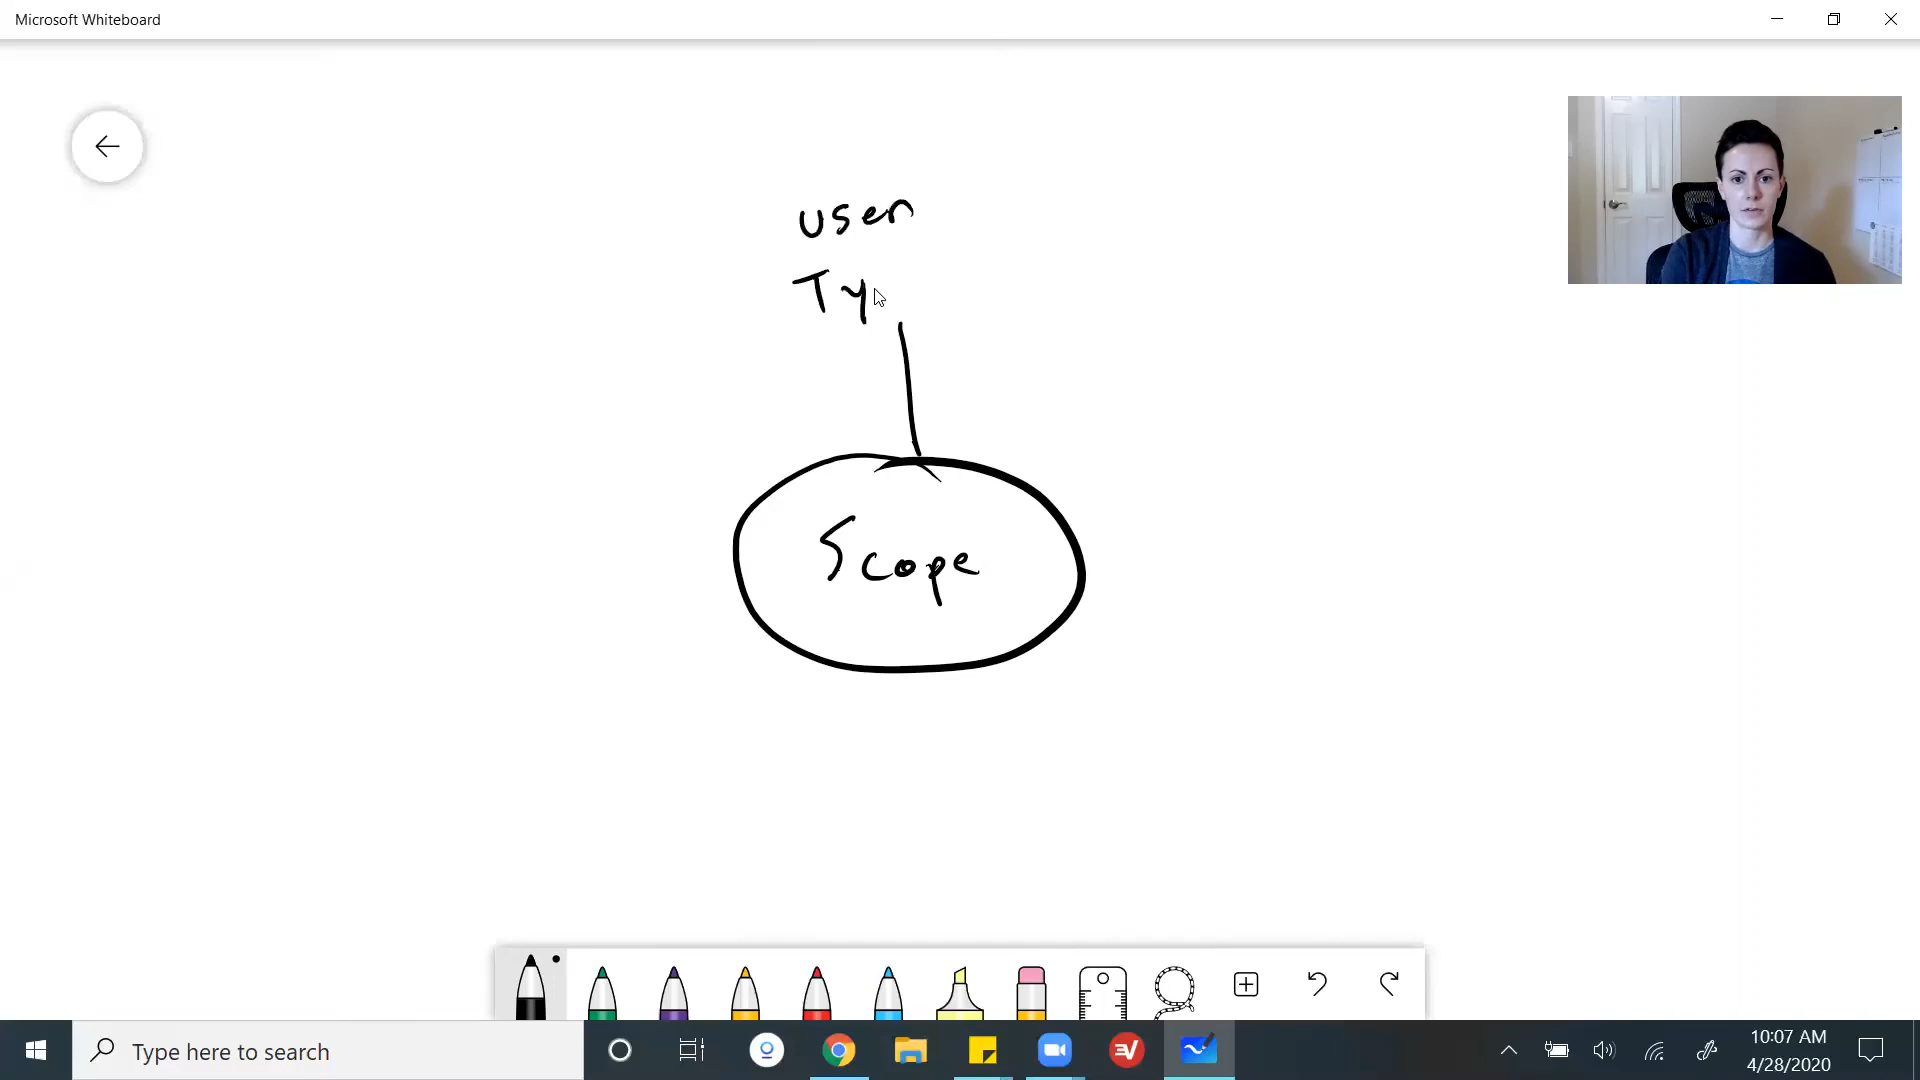 Microsoft Whiteboard
user
Ty
Scope
Type here to search
10:07 AM
4/28/2020